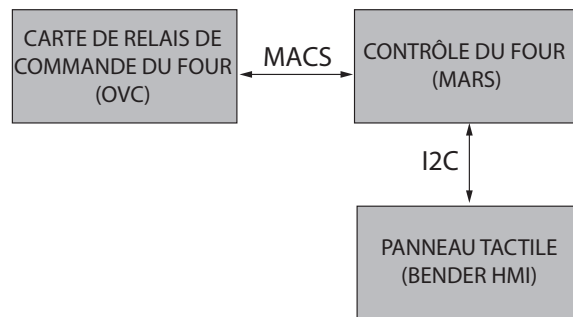 CARTE DE RELAIS DE
COMMANDE DU FOUR
(OVC)
MACS
CONTRÔLE DU FOUR
(MARS)
I2C
PANNEAU TACTILE
(BENDER HMI)